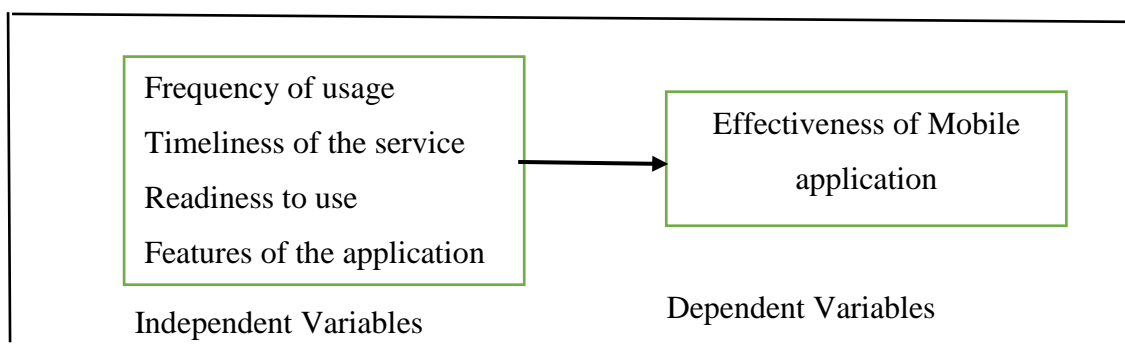 Frequency of usage
Timeliness of the service
Readiness to use
Features of the application
Independent Variables
Effectiveness of Mobile
application
Dependent Variables